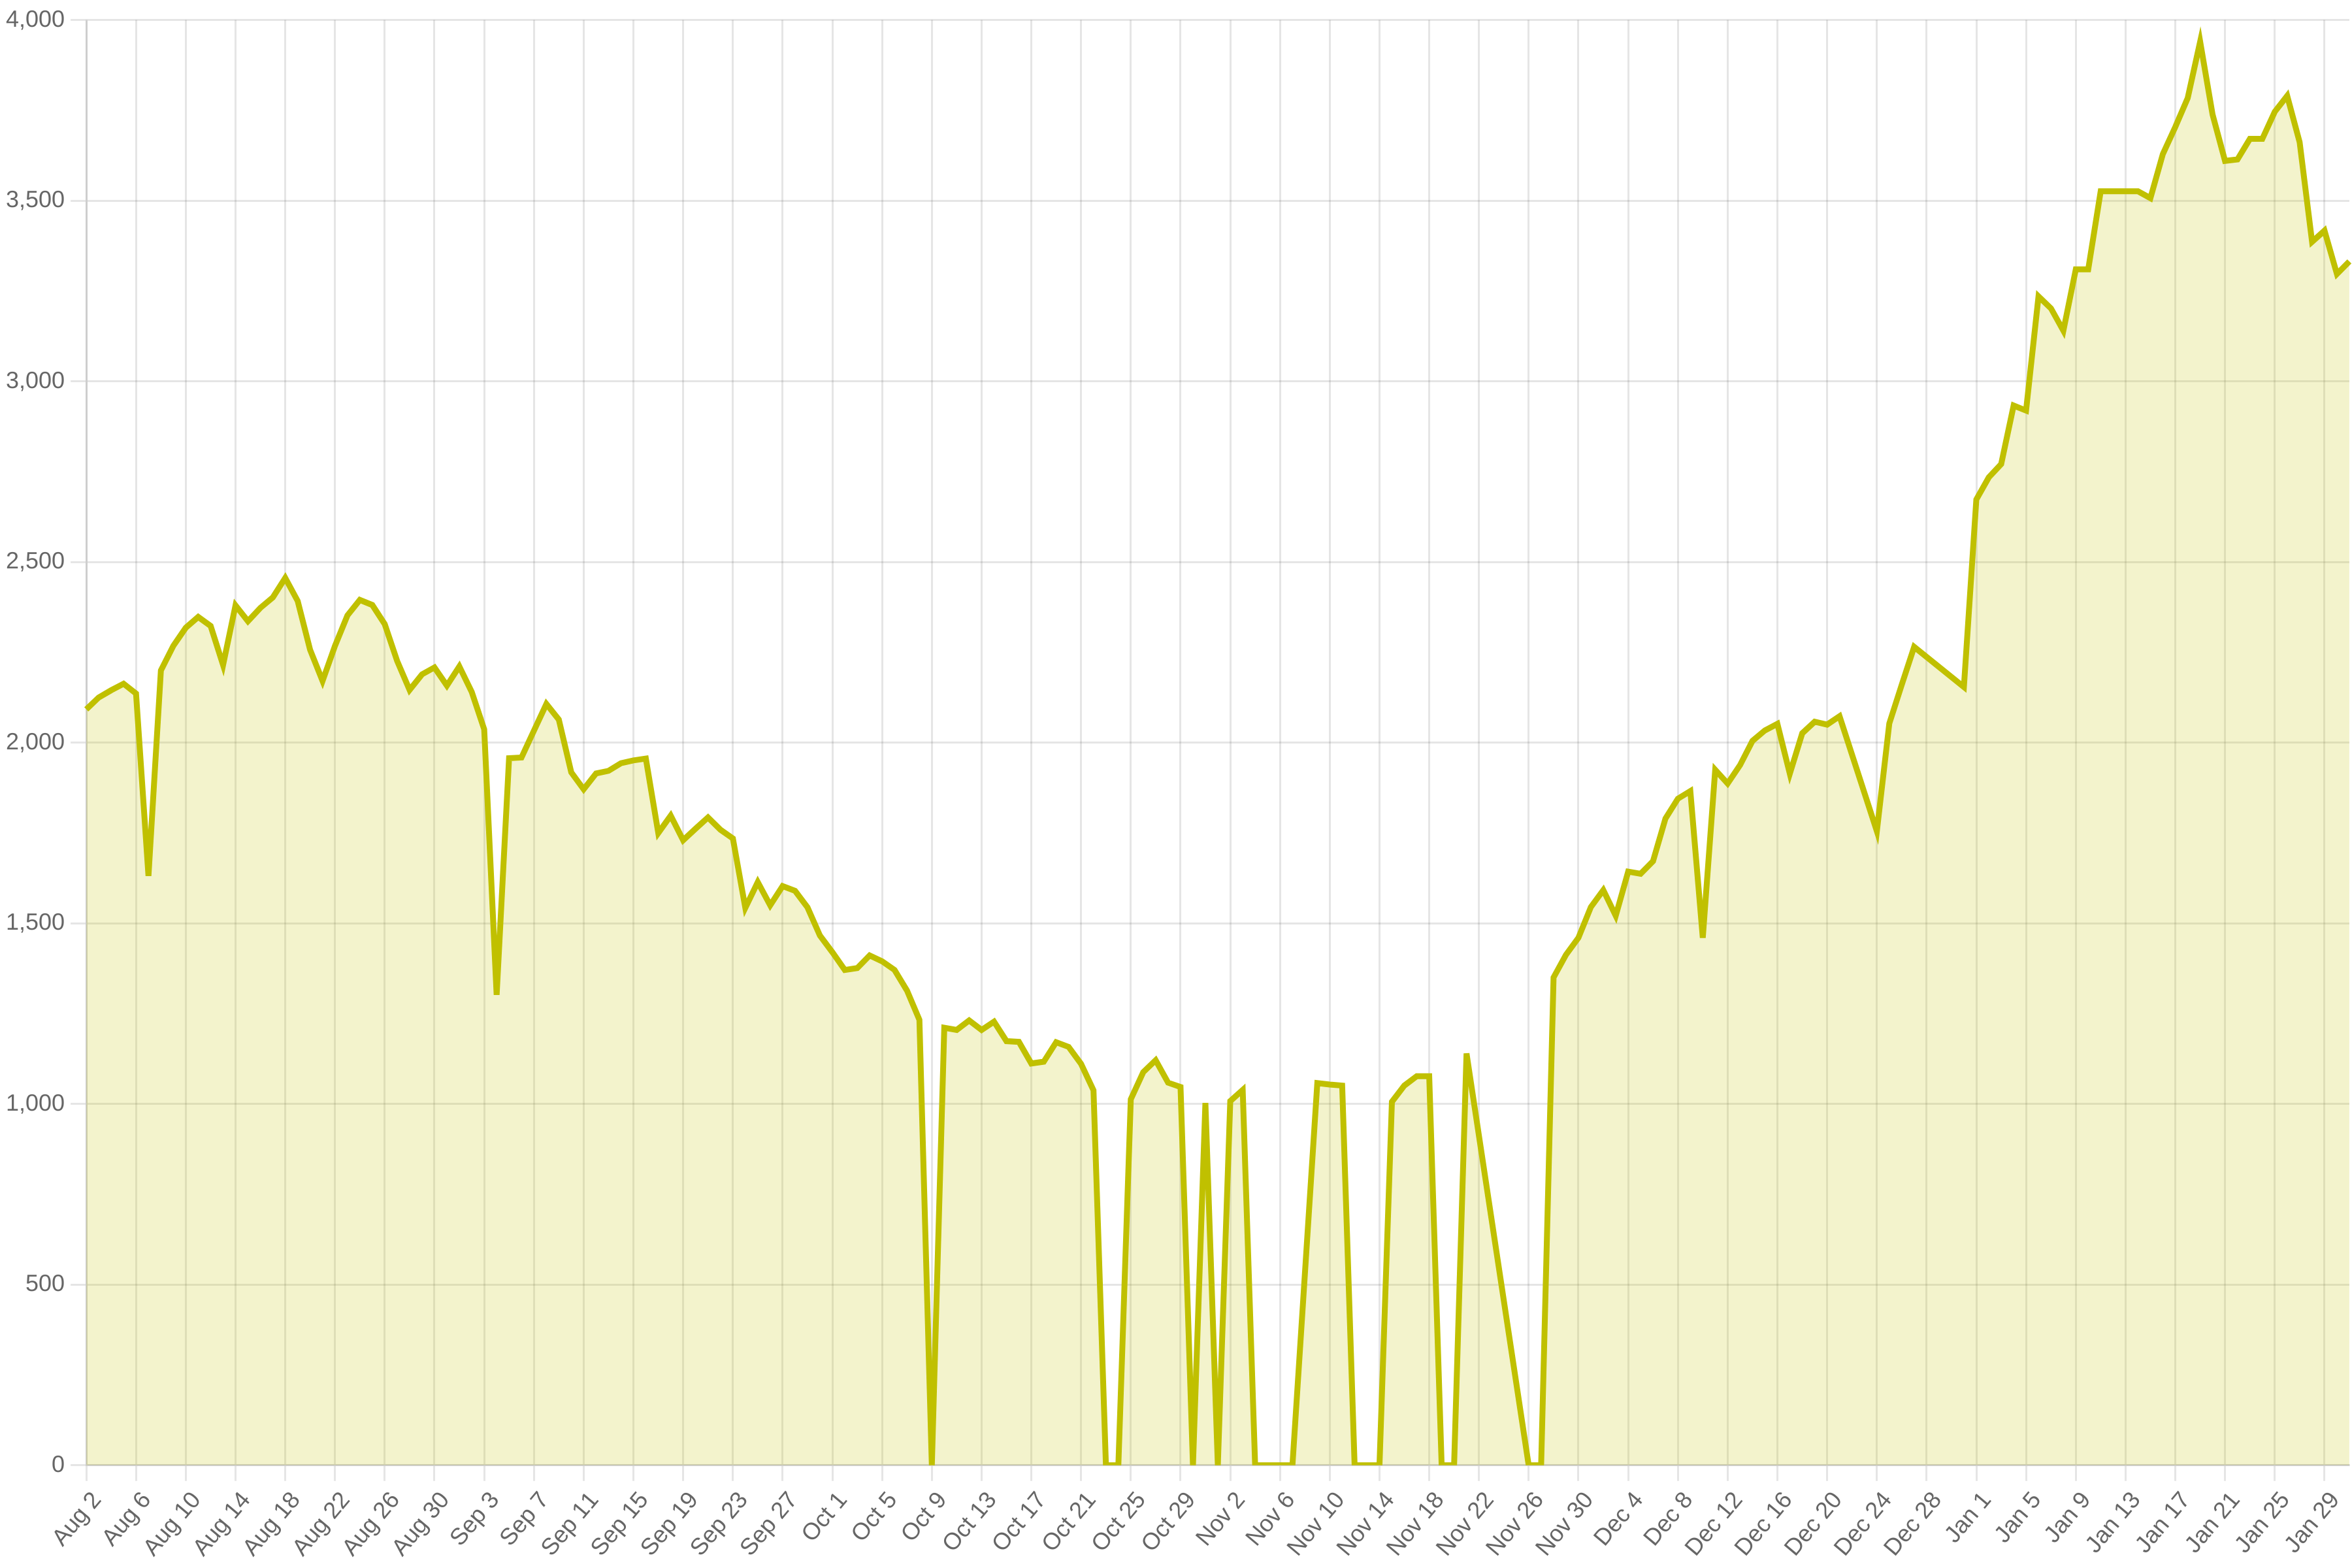 4,000
3,500
3,000
2,500
2,000
1,500
1,000
500
0
Aug 2
Aug 6
Aug 10
Aug 14
Aug 18
Aug 22
Aug 26
Aug 30
Sep 3
Sep 7
Sep 11
Sep 15
Sep 19
Sep 23
Sep 27
Oct 1
Oct 5
Oct 9
Oct 13
Oct 17
Oct 21
Oct 25
Oct 29
Nov 2
Nov 6
Nov 10
Nov 14
Nov 18
Nov 22
Nov 26
Nov 30
Dec 4
Dec 8
Dec 12
Dec 16
Dec 20
Dec 24
Dec 28
Jan 1
Jan 5
Jan 9
Jan 13
Jan 17
Jan 21
Jan 25
Jan 29